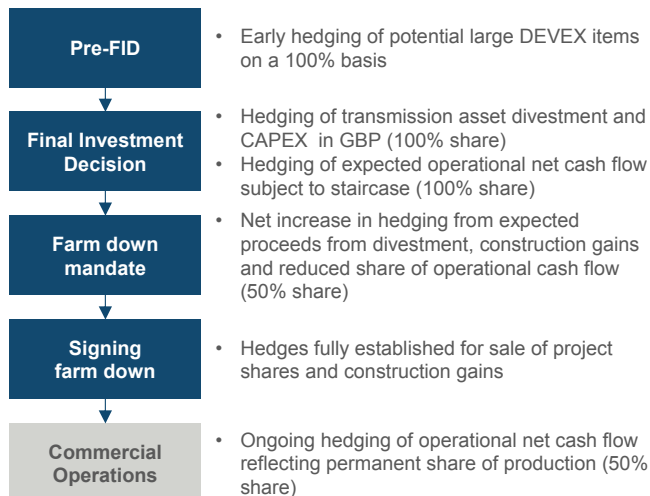 Pre-FID
• Early hedging of potential large DEVEX items
on a 100% basis
Final Investment
Decision
• Hedging of transmission asset divestment and
CAPEX in GBP (100% share)
• Hedging of expected operational net cash flow
subject to staircase (100% share)
Farm down
mandate
• Net increase in hedging from expected
proceeds from divestment, construction gains
and reduced share of operational cash flow
(50% share)
Signing
farm down
• Hedges fully established for sale of project
shares and construction gains
Commercial
Operations
• Ongoing hedging of operational net cash flow
reflecting permanent share of production (50%
share)